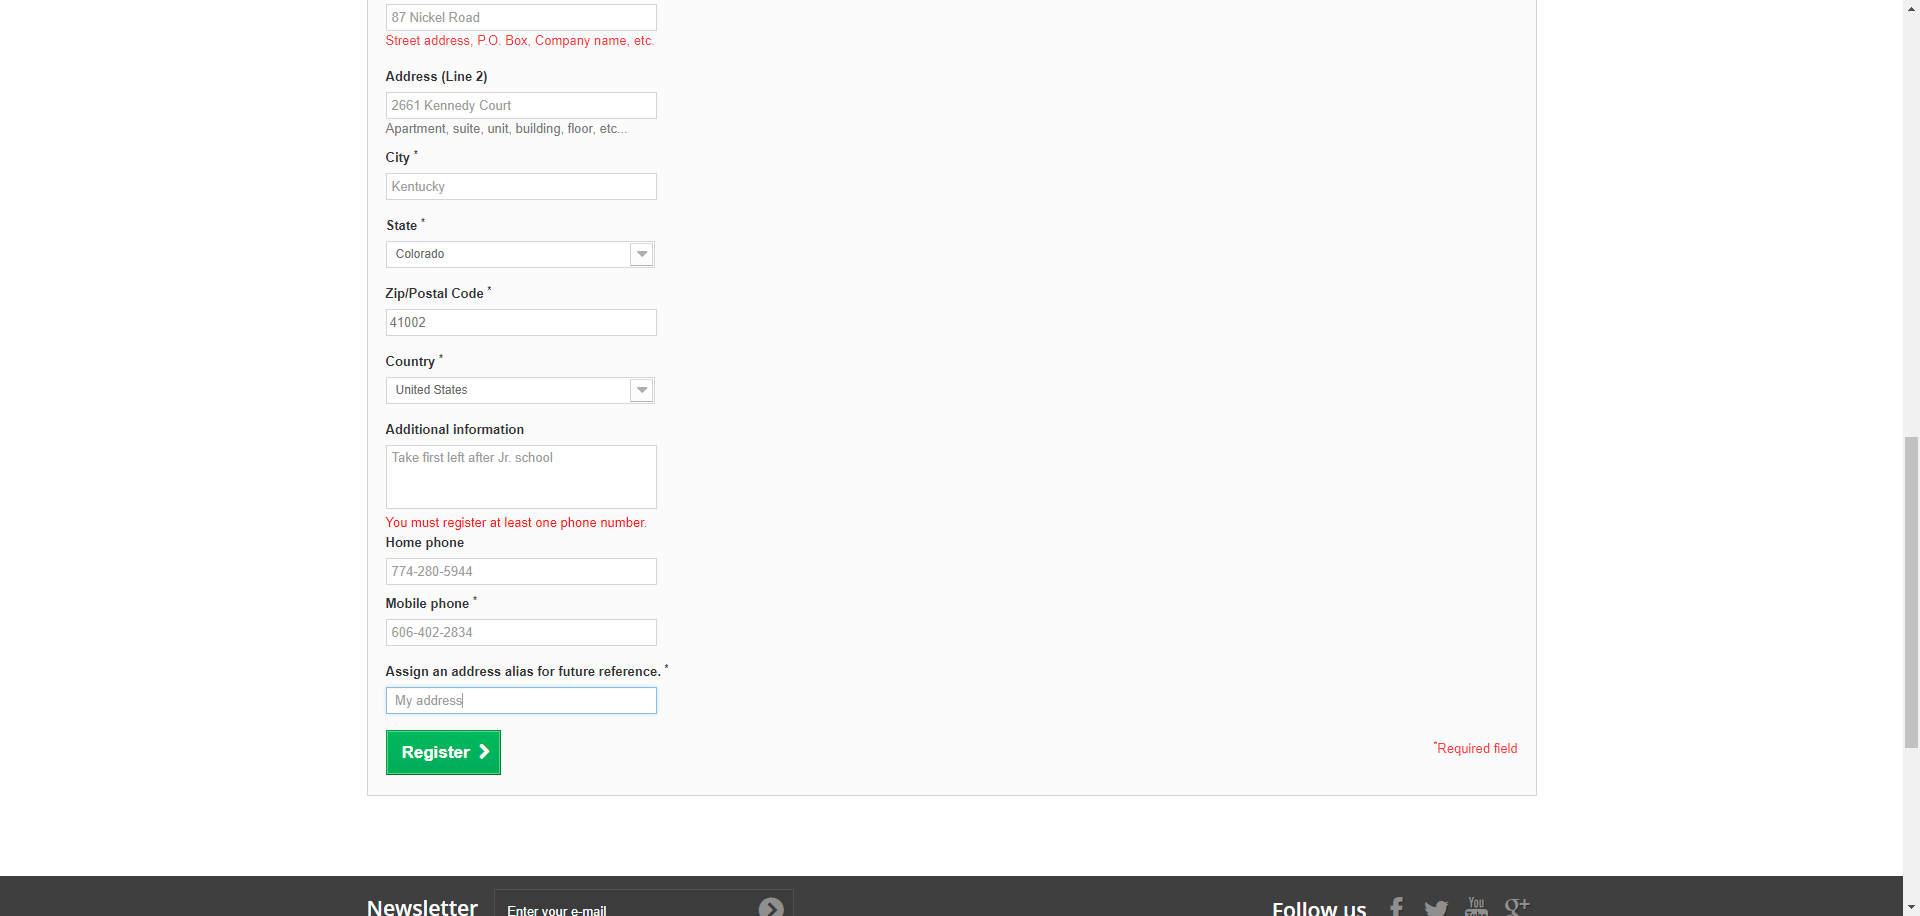 87 Nickel Road
Street address, P.O. Box, Company name, etc.
Address (Line 2)
2661 Kennedy Court
Apartment, suite, unit, building, floor, etc...
City *
Kentucky
State *
Colorado
Zip/Postal Code *
41002
Country *
United States
Additional information
Take first left after Jr. school
You must register at least one phone number.
Home phone
774-280-5944
Mobile phone *
606-402-2834
Assign an address alias for future reference. *
My address
Register
*Required field
Newsletter
Enter your e-mail
Follow us
You
Tube
g+